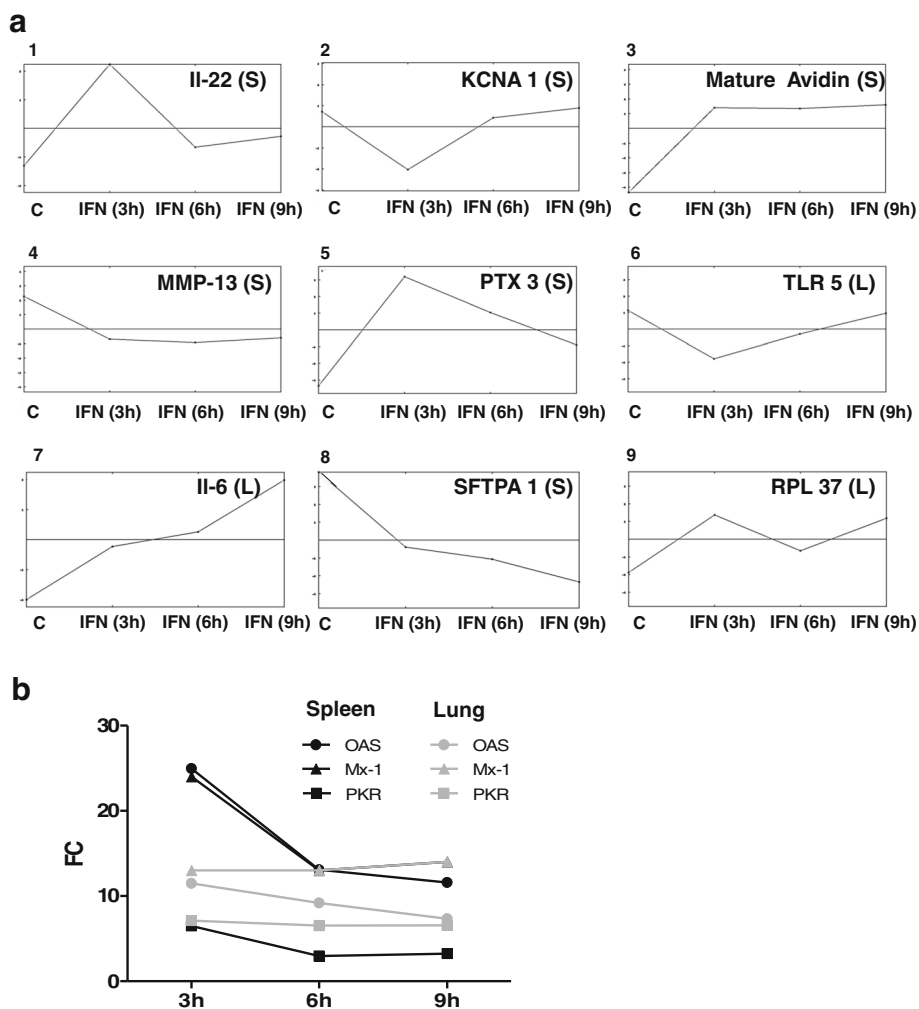 a
1
Il-22 (S)
C IFN (3h) IFN (6h) IFN (9h)
2
KCNA 1 (S)
C IFN (3h) IFN (6h) IFN (9h)
3
Mature Avidin (S)
C IFN (3h) IFN (6h) IFN (9h)
4
MMP-13 (S)
C IFN (3h) IFN (6h) IFN (9h)
5
PTX 3 (S)
C IFN (3h) IFN (6h) IFN (9h)
6
TLR 5 (L)
C IFN (3h) IFN (6h) IFN (9h)
7
Il-6 (L)
C IFN (3h) IFN (6h) IFN (9h)
8
SFTPA 1 (S)
C IFN (3h) IFN (6h) IFN (9h)
9
RPL 37 (L)
C IFN (3h) IFN (6h) IFN (9h)
b
Spleen Lung
OAS OAS
Mx-1 Mx-1
PKR PKR
FC
30
20
10
0
3h 6h 9h